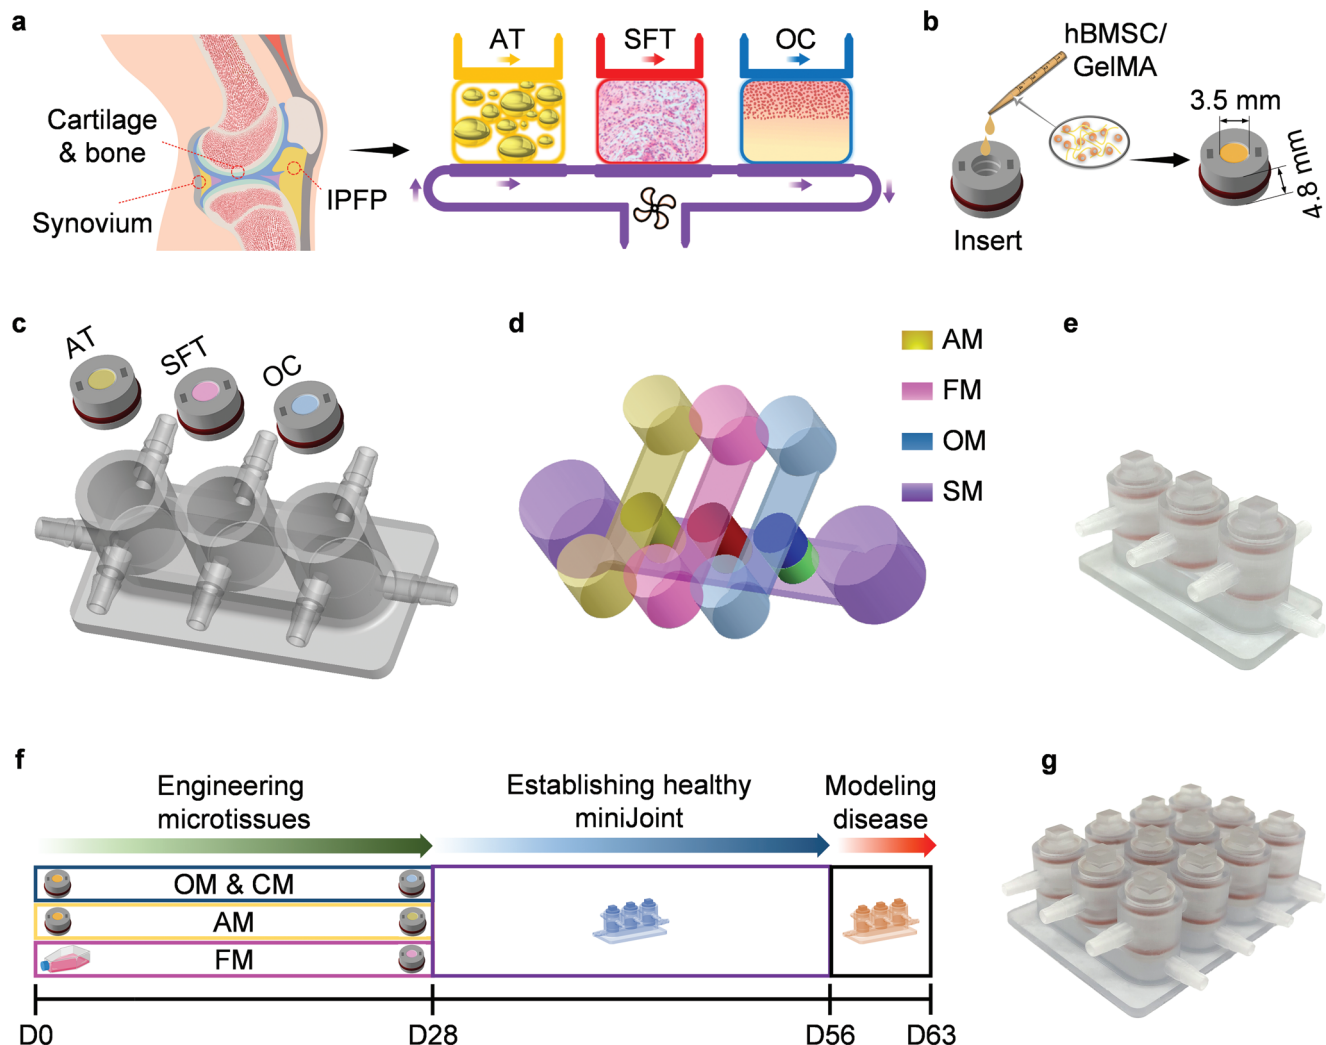 a
Cartilage
& bone
Synovium
IPFP
AT
SFT
OC
b
hBMSC/
GelMA
Insert
3.5 mm
4.8 mm
c
AT
SFT
OC
d
AM
FM
OM
SM
e
f
Engineering
microtissues
Establishing healthy
miniJoint
Modeling
disease
OM & CM
AM
FM
D0
D28
D56
D63
g